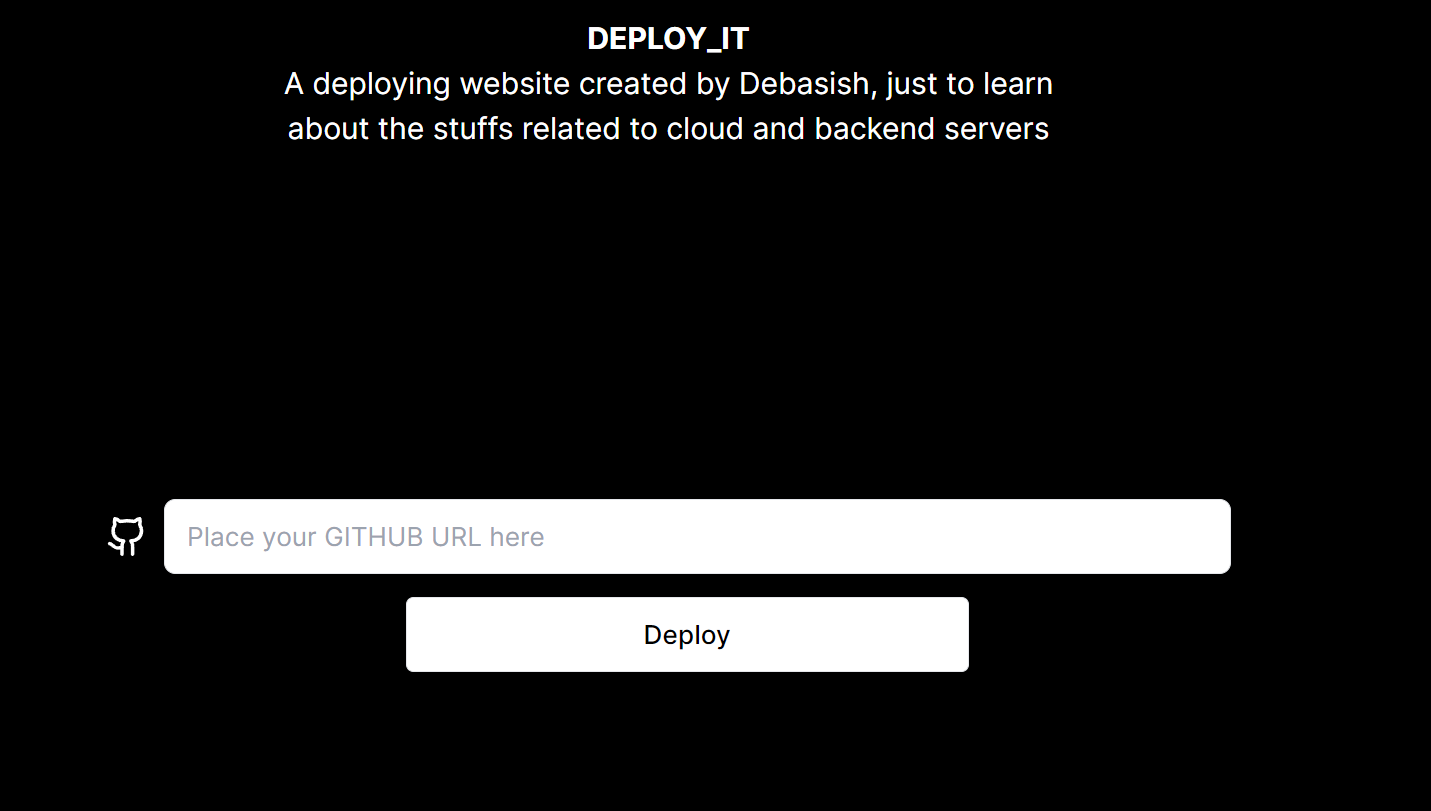 DEPLOY_IT
A deploying website created by Debasish, just to learn
about the stuffs related to cloud and backend servers
Place your GITHUB URL here
Deploy